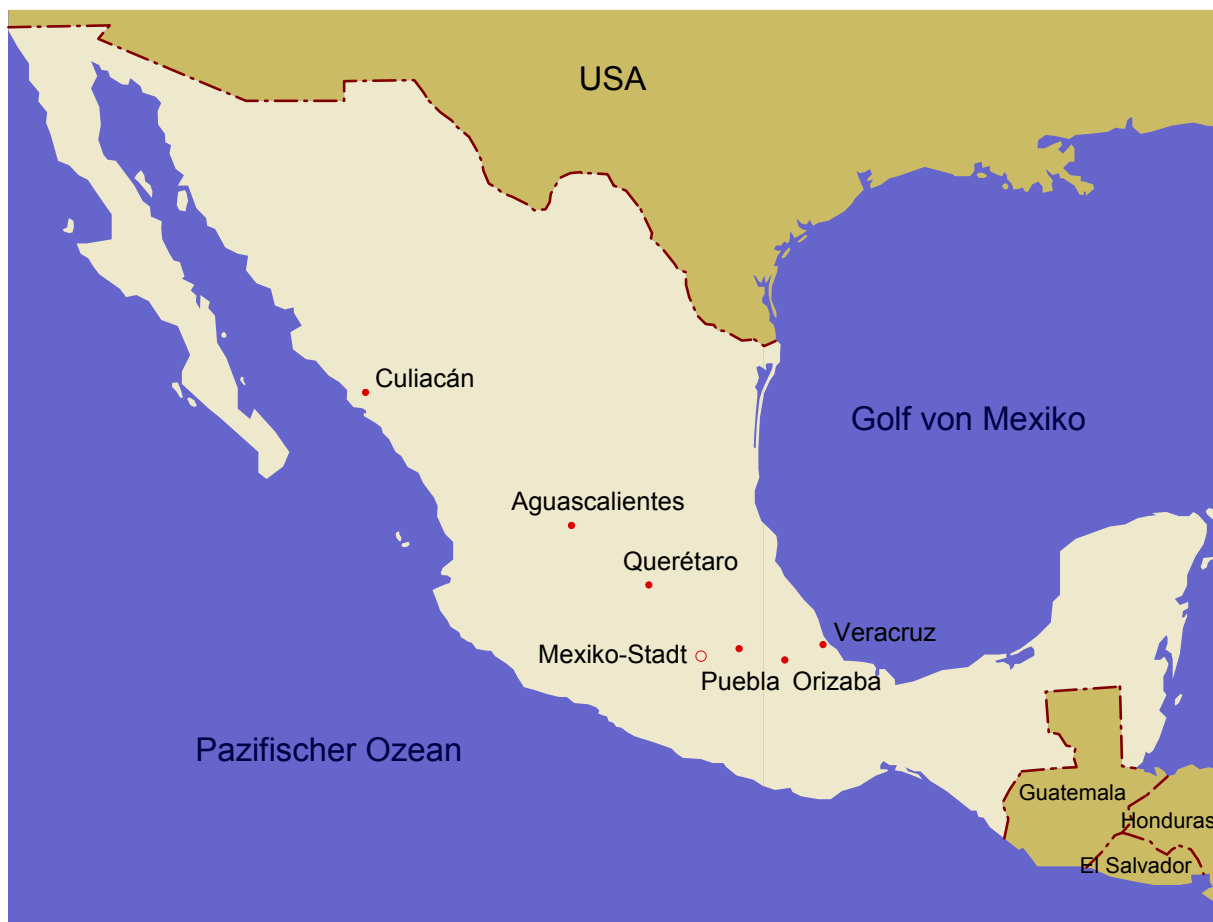 USA
Culiacán
Golf von Mexiko
Aguascalientes
Querétaro
Veracruz
Mexiko-Stadt
Puebla
Orizaba
Pazifischer Ozean
Guatemala
Honduras
El Salvador